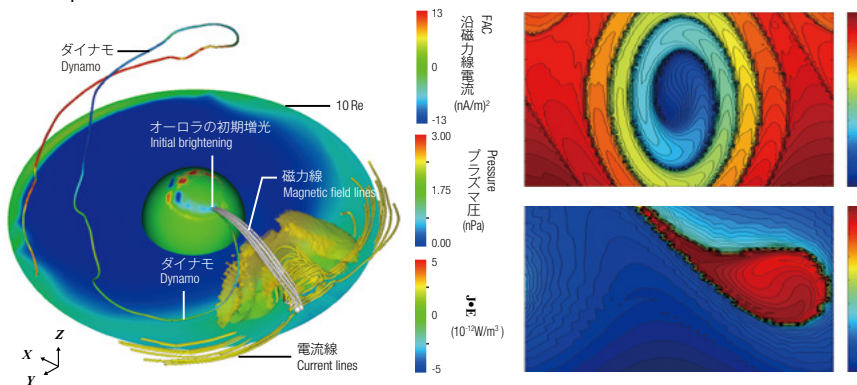 ダイナモ
Dynamo
10 Re
オーロラの初期増光
Initial brightening
磁力線
Magnetic field lines
ダイナモ
Dynamo
電流線
Current lines
Z
X
Y
13
0
-13
FAC
沿磁力線電流
(nA/m)²
3.00
1.75
0.00
Pressure
プラズマ圧
(nPa)
5
0
-5
J•E
(10⁻¹²W/m³)